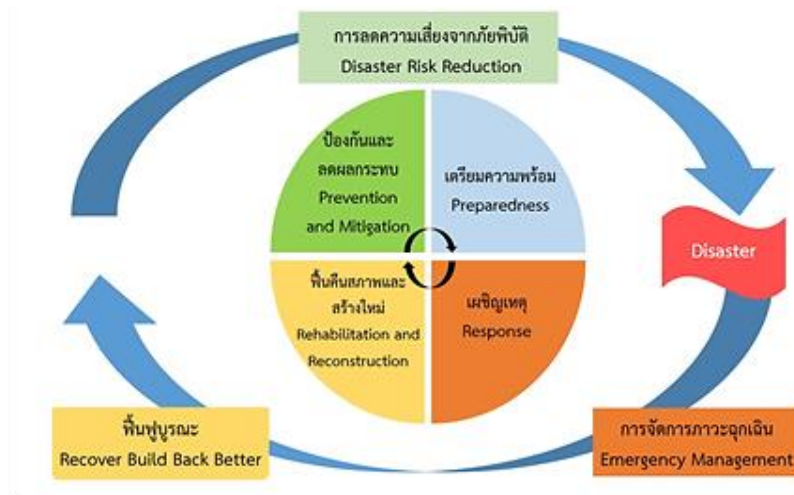 การลดความเสี่ยงจากภัยพิบัติ
Disaster Risk Reduction
ป้องกันและ
ลดผลกระทบ
Prevention
and Mitigation
เตรียมความพร้อม
Preparedness
Disaster
ฟื้นคืนสภาพและ
สร้างใหม่
Rehabilitation and
Reconstruction
เผชิญเหตุ
Response
ฟื้นฟูบูรณะ
Recover Build Back Better
การจัดการภาวะฉุกเฉิน
Emergency Management